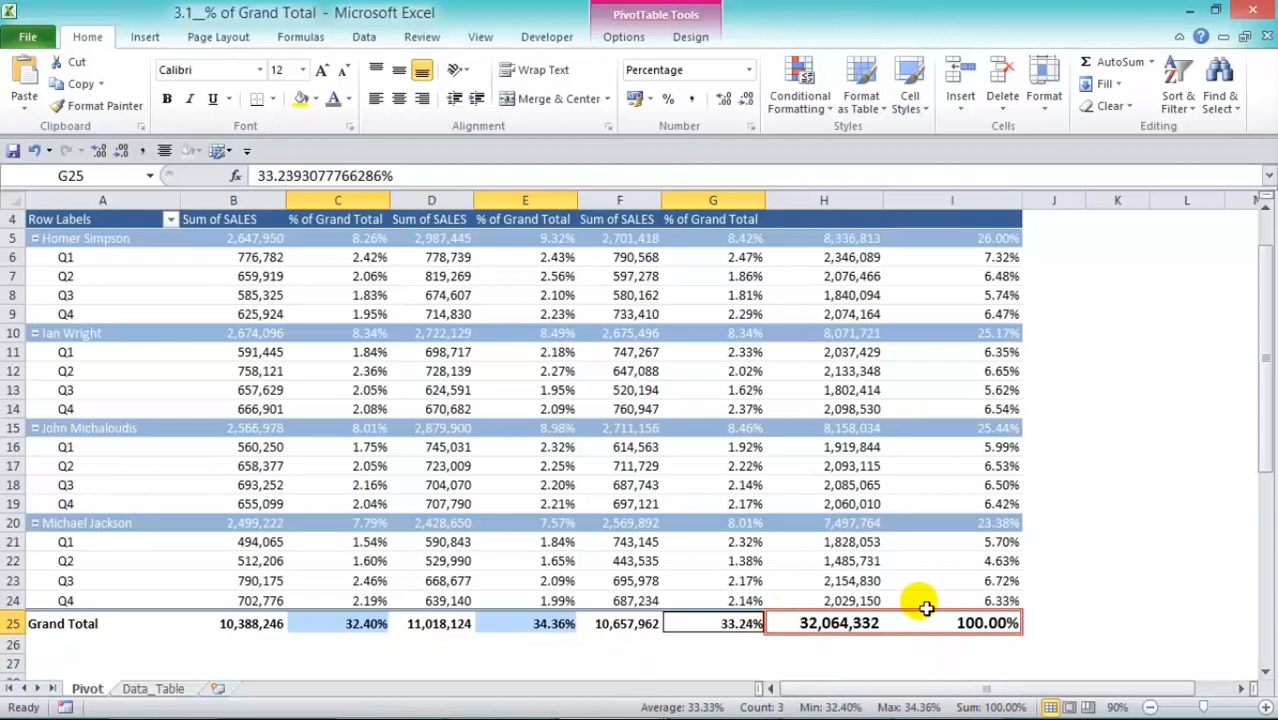 3.1__% of Grand Total - Microsoft Excel
PivotTable Tools
File Home Insert Page Layout Formulas Data Review View Developer Options Design
Paste
Cut
Copy
Format Painter
Clipboard
Calibri 12
B I U
Font
Wrap Text
Merge & Center
Alignment
Percentage
Number
Conditional Formatting
Format as Table
Cell Styles
Styles
Insert Delete Format
Cells
AutoSum
Fill
Clear
Sort & Filter
Find & Select
Editing
G25 fx 33.2393077766286%
A B C D E F G H I J K L
4 Row Labels Sum of SALES % of Grand Total Sum of SALES % of Grand Total Sum of SALES % of Grand Total
5 Homer Simpson 2,647,950 8.26% 2,987,445 9.32% 2,701,418 8.42% 8,336,813 26.00%
6 Q1 776,782 2.42% 778,739 2.43% 790,568 2.47% 2,346,089 7.32%
7 Q2 659,919 2.06% 819,269 2.56% 597,278 1.86% 2,076,466 6.48%
8 Q3 585,325 1.83% 674,607 2.10% 580,162 1.81% 1,840,094 5.74%
9 Q4 625,924 1.95% 714,830 2.23% 733,410 2.29% 2,074,164 6.47%
10 Ian Wright 2,674,096 8.34% 2,722,129 8.49% 2,675,496 8.34% 8,071,721 25.17%
11 Q1 591,445 1.84% 698,717 2.18% 747,267 2.33% 2,037,429 6.35%
12 Q2 758,121 2.36% 728,139 2.27% 647,088 2.02% 2,133,348 6.65%
13 Q3 657,629 2.05% 624,591 1.95% 520,194 1.62% 1,802,414 5.62%
14 Q4 666,901 2.08% 670,682 2.09% 760,947 2.37% 2,098,530 6.54%
15 John Michaloudis 2,566,978 8.01% 2,879,900 8.98% 2,711,156 8.46% 8,158,034 25.44%
16 Q1 560,250 1.75% 745,031 2.32% 614,563 1.92% 1,919,844 5.99%
17 Q2 658,377 2.05% 723,009 2.25% 711,729 2.22% 2,093,115 6.53%
18 Q3 693,252 2.16% 704,070 2.20% 687,743 2.14% 2,085,065 6.50%
19 Q4 655,099 2.04% 707,790 2.21% 697,121 2.17% 2,060,010 6.42%
20 Michael Jackson 2,499,222 7.79% 2,428,650 7.57% 2,569,892 8.01% 7,497,764 23.38%
21 Q1 494,065 1.54% 590,843 1.84% 743,145 2.32% 1,828,053 5.70%
22 Q2 512,206 1.60% 529,990 1.65% 443,535 1.38% 1,485,731 4.63%
23 Q3 790,175 2.46% 668,677 2.09% 695,978 2.17% 2,154,830 6.72%
24 Q4 702,776 2.19% 639,140 1.99% 687,234 2.14% 2,029,150 6.33%
25 Grand Total 10,388,246 32.40% 11,018,124 34.36% 10,657,962 33.24% 32,064,332 100.00%
26
27
Pivot Data_Table
Ready Average: 33.33% Count: 3 Min: 32.40% Max: 34.36% Sum: 100.00% 90%